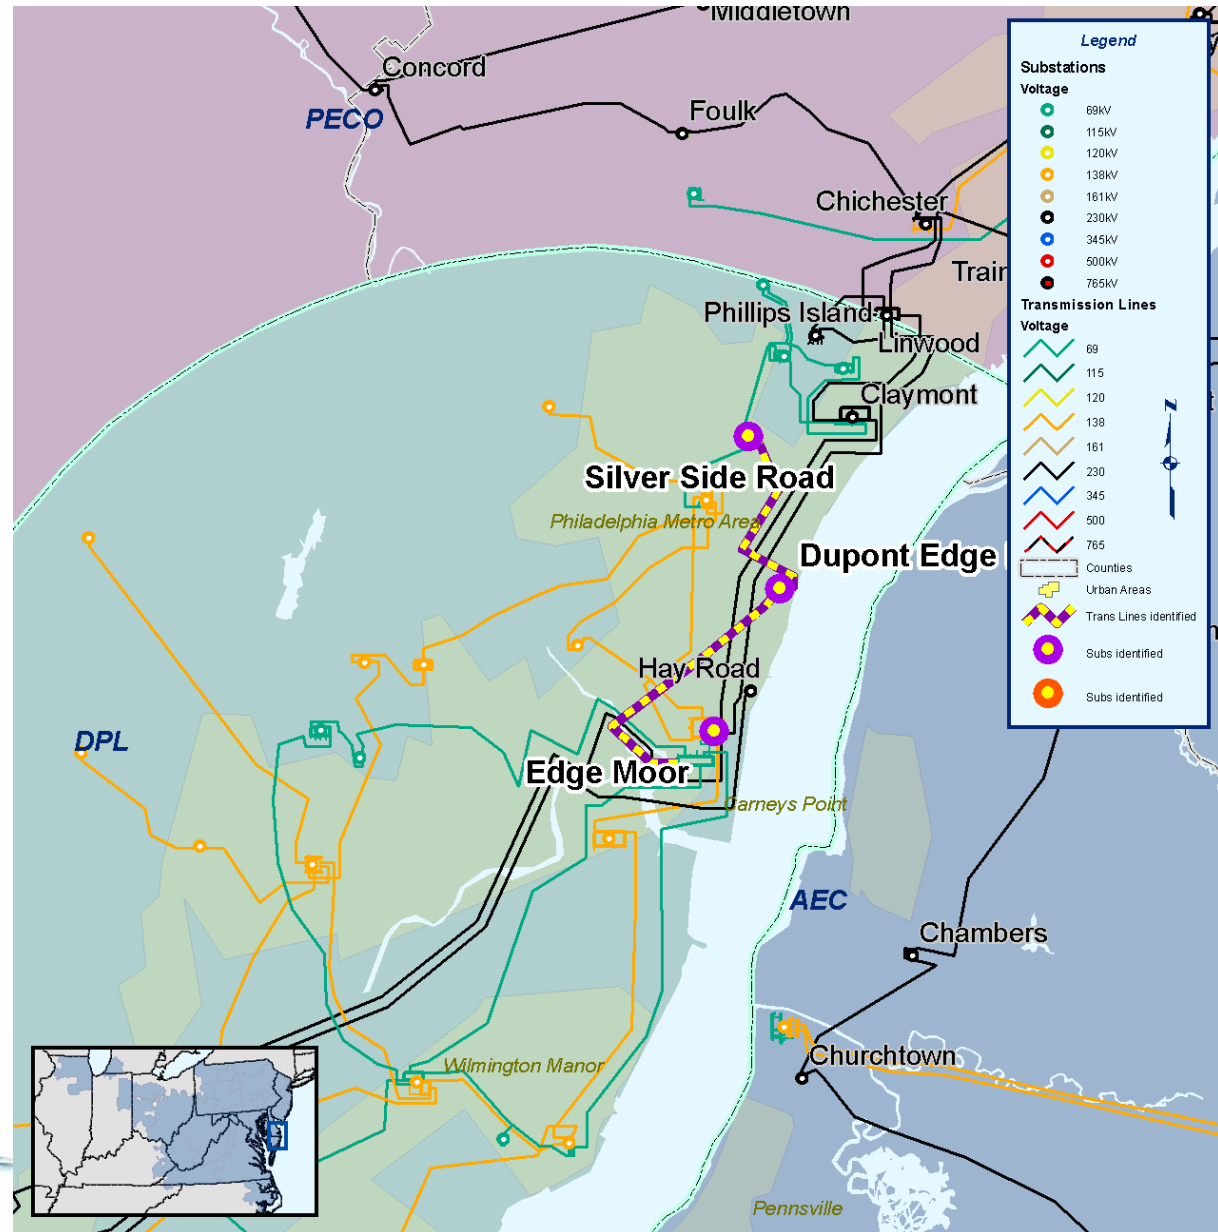 Middletown
Concord
PECO
Foulk
Chichester
Phillips Island
Linwood
Claymont
Silver Side Road
Philadelphia Metro Area
Dupont Edge
Hay Road
DPL
Edge Moor
Carneys Point
AEC
Chambers
Churchtown
Wilmington Manor
Pennsville
Legend
Substations
Voltage
69kV
115kV
120kV
138kV
161kV
230kV
345kV
500kV
765kV
Transmission Lines
Voltage
69
115
120
138
161
230
345
500
765
Counties
Urban Areas
Trans Lines identified
Subs identified
Subs identified
N